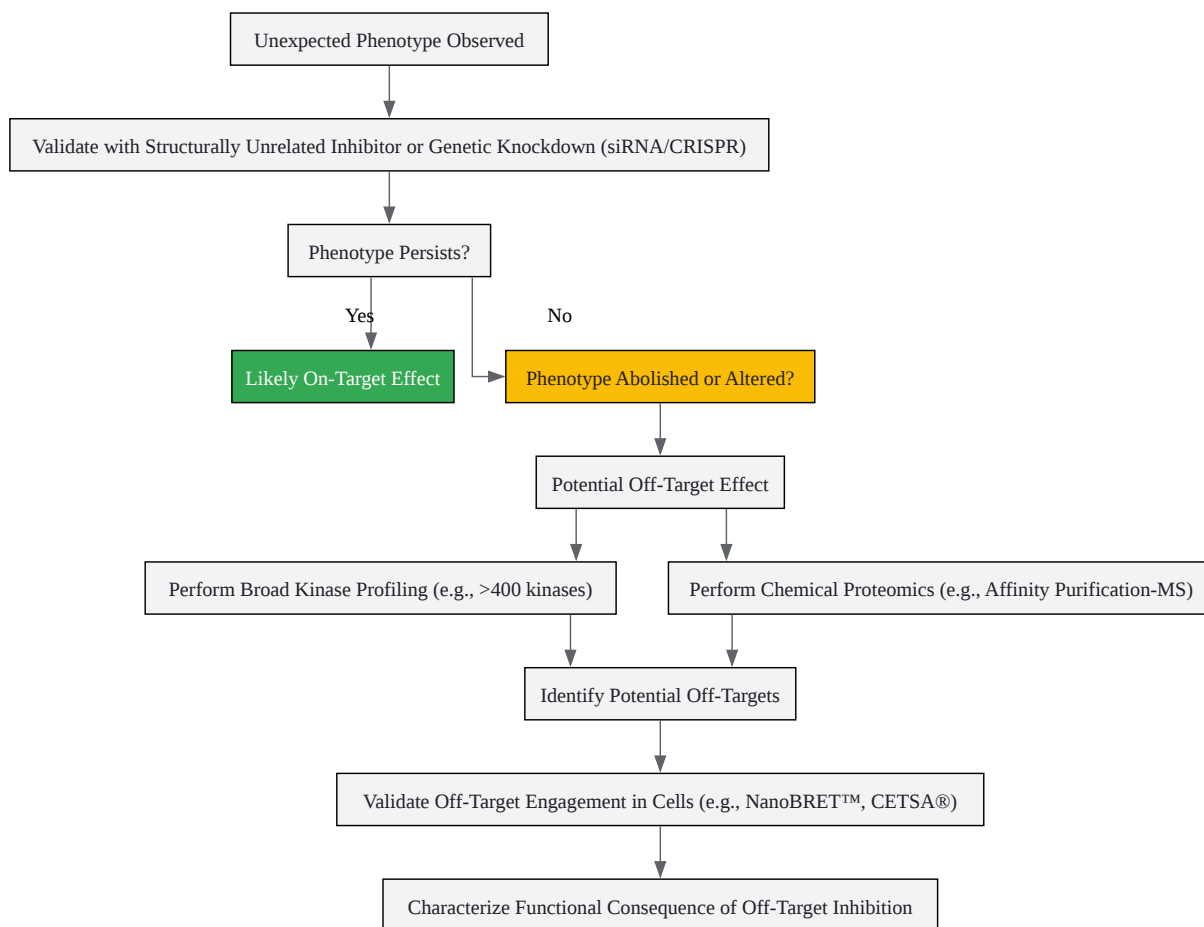 Unexpected Phenotype Observed
Validate with Structurally Unrelated Inhibitor or Genetic Knockdown (siRNA/CRISPR)
Phenotype Persists?
Yes
No
Likely On-Target Effect
Phenotype Abolished or Altered?
Potential Off-Target Effect
Perform Broad Kinase Profiling (e.g., >400 kinases)
Perform Chemical Proteomics (e.g., Affinity Purification-MS)
Identify Potential Off-Targets
Validate Off-Target Engagement in Cells (e.g., NanoBRET™, CETSA®)
Characterize Functional Consequence of Off-Target Inhibition